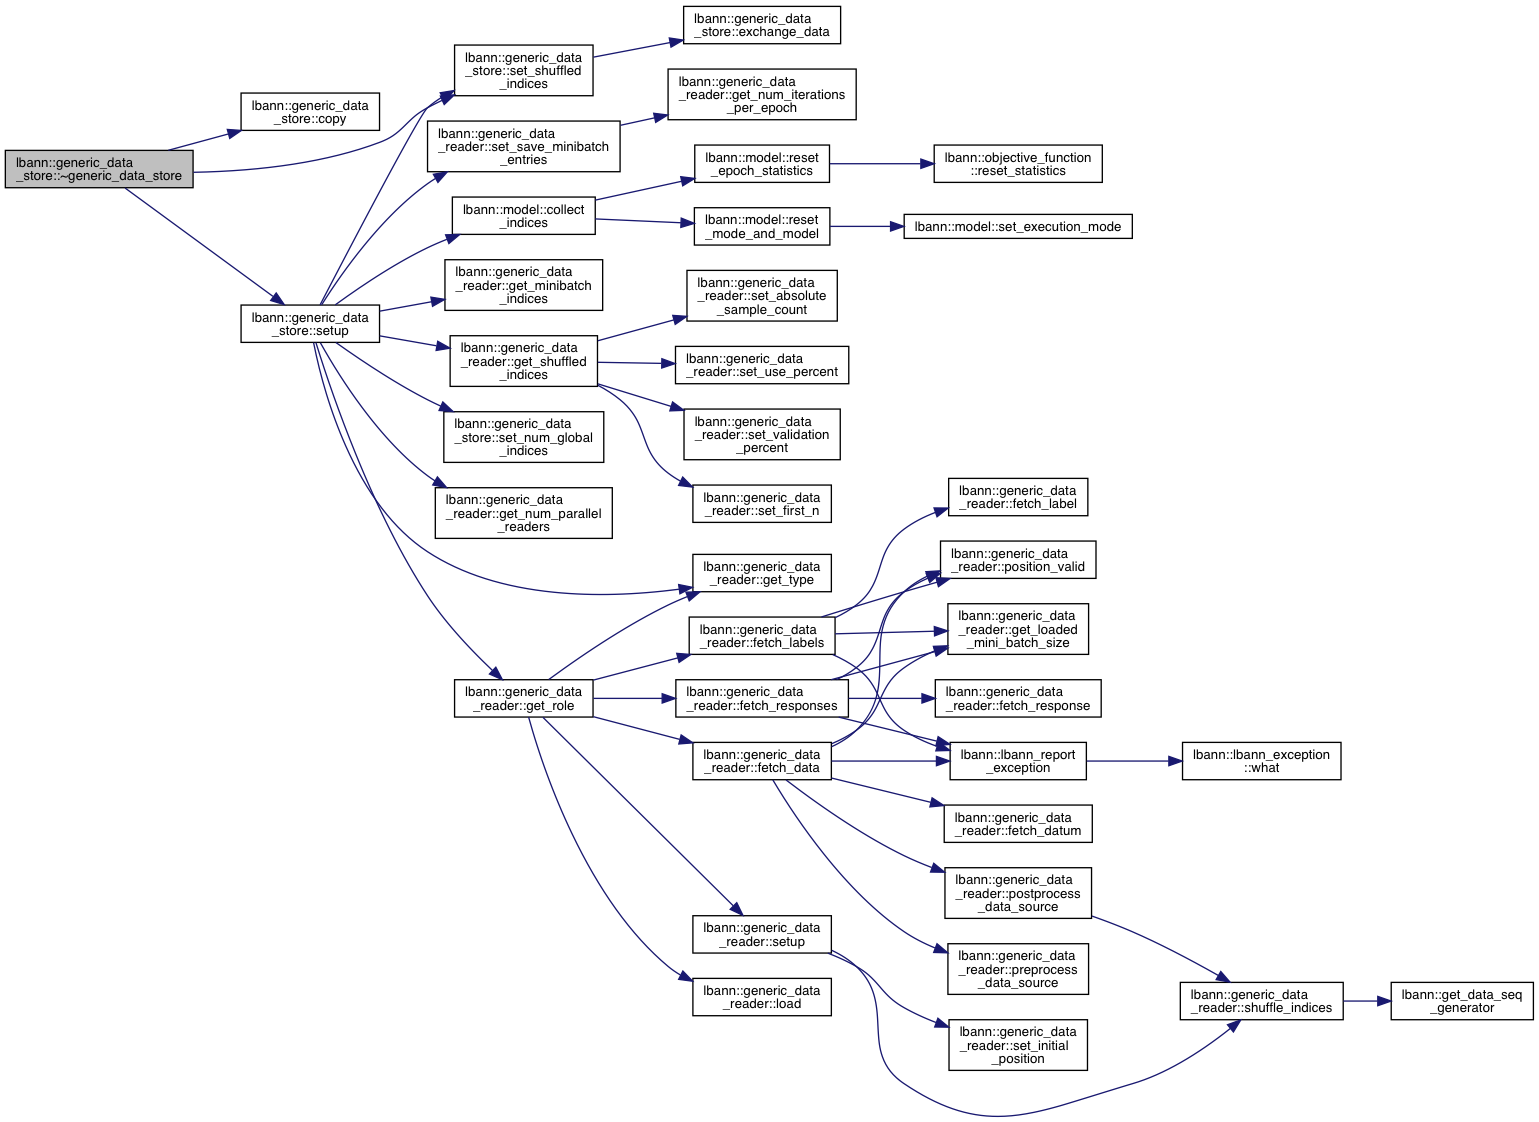 lbann::generic_data
_store::~generic_data_store
lbann::generic_data
_store::copy
lbann::generic_data
_store::setup
lbann::generic_data
_store::set_shuffled
_indices
lbann::generic_data
_reader::set_save_minibatch
_entries
lbann::model::collect
_indices
lbann::generic_data
_reader::get_minibatch
_indices
lbann::generic_data
_reader::get_shuffled
_indices
lbann::generic_data
_store::set_num_global
_indices
lbann::generic_data
_reader::get_num_parallel
_readers
lbann::generic_data
_reader::get_role
lbann::generic_data
_store::exchange_data
lbann::generic_data
_reader::get_num_iterations
_per_epoch
lbann::model::reset
_epoch_statistics
lbann::model::reset
_mode_and_model
lbann::generic_data
_reader::set_absolute
_sample_count
lbann::generic_data
_reader::set_use_percent
lbann::generic_data
_reader::set_validation
_percent
lbann::generic_data
_reader::set_first_n
lbann::generic_data
_reader::get_type
lbann::generic_data
_reader::fetch_labels
lbann::generic_data
_reader::fetch_responses
lbann::generic_data
_reader::fetch_data
lbann::generic_data
_reader::setup
lbann::generic_data
_reader::load
lbann::objective_function
::reset_statistics
lbann::model::set_execution_mode
lbann::generic_data
_reader::fetch_label
lbann::generic_data
_reader::position_valid
lbann::generic_data
_reader::get_loaded
_mini_batch_size
lbann::generic_data
_reader::fetch_response
lbann::lbann_report
_exception
lbann::generic_data
_reader::fetch_datum
lbann::generic_data
_reader::postprocess
_data_source
lbann::generic_data
_reader::preprocess
_data_source
lbann::generic_data
_reader::set_initial
_position
lbann::lbann_exception
::what
lbann::generic_data
_reader::shuffle_indices
lbann::get_data_seq
_generator